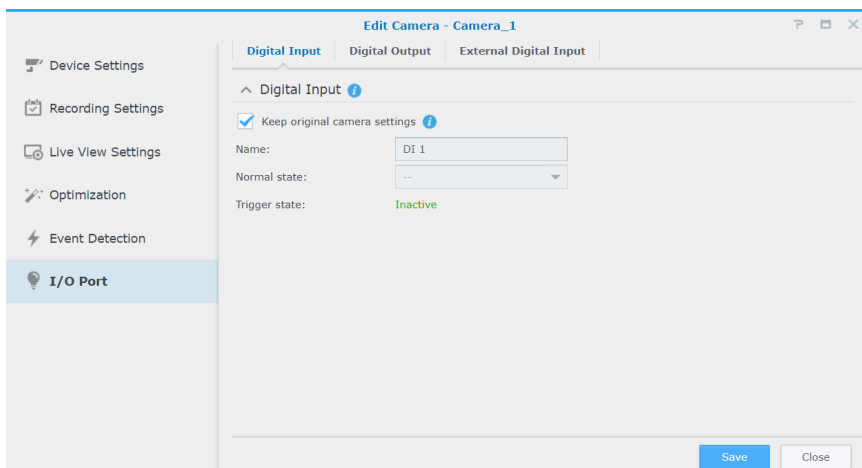 Edit Camera - Camera_1
Device Settings
Recording Settings
Live View Settings
Optimization
Event Detection
I/O Port
Digital Input
Digital Output
External Digital Input
Digital Input
Keep original camera settings
Name: DI 1
Normal state: --
Trigger state: Inactive
Save
Close